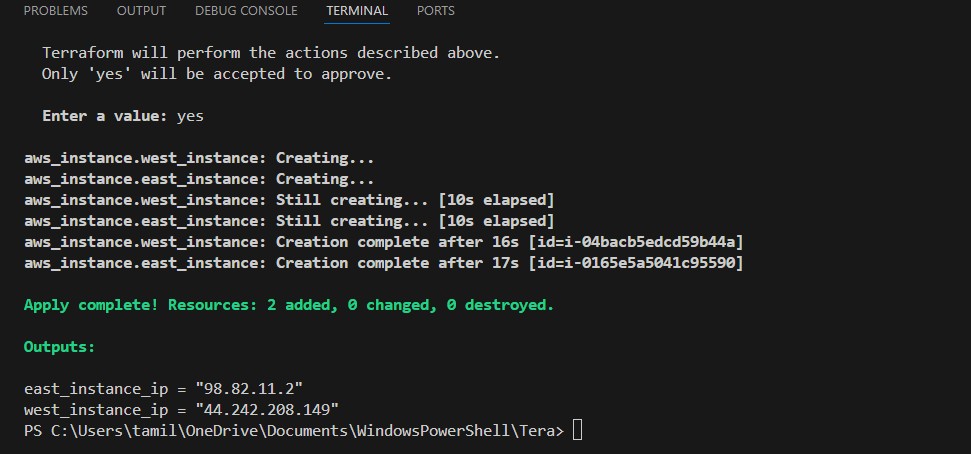 PROBLEMS OUTPUT DEBUG CONSOLE TERMINAL PORTS
Terraform will perform the actions described above.
Only 'yes' will be accepted to approve.
Enter a value: yes
aws_instance.west_instance: Creating...
aws_instance.east_instance: Creating...
aws_instance.west_instance: Still creating... [10s elapsed]
aws_instance.east_instance: Still creating... [10s elapsed]
aws_instance.west_instance: Creation complete after 16s [id=i-04bacb5edcd59b44a]
aws_instance.east_instance: Creation complete after 17s [id=i-0165e5a5041c95590]
Apply complete! Resources: 2 added, 0 changed, 0 destroyed.
Outputs:
east_instance_ip = "98.82.11.2"
west_instance_ip = "44.242.208.149"
PS C:\Users\tamil\OneDrive\Documents\WindowsPowerShell\Tera>